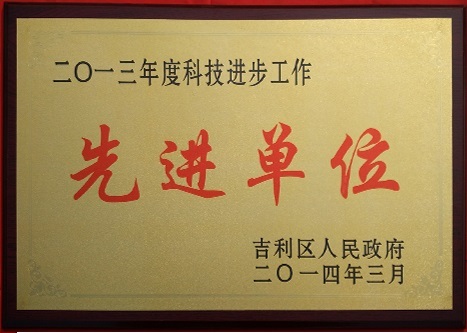 二〇一三年度科技进步工作
先进单位
吉利区人民政府
二〇一四年三月